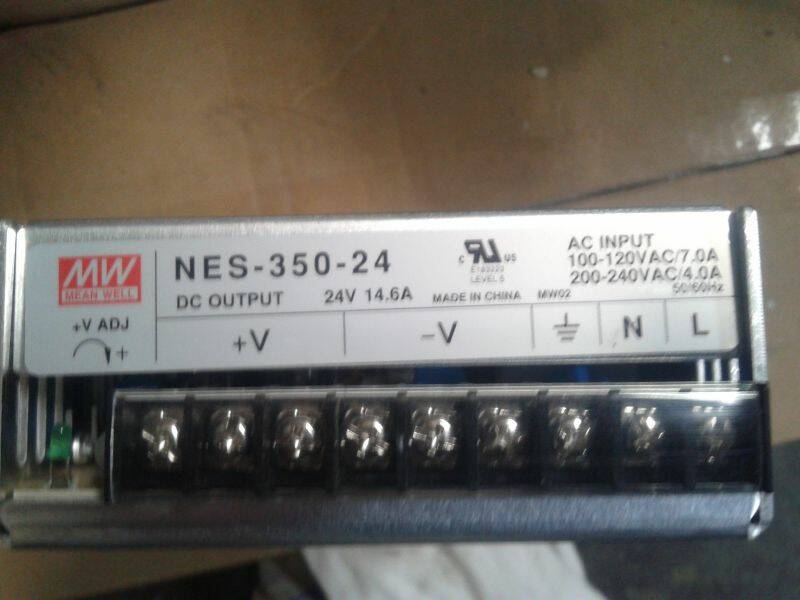 MW
MEAN WELL
NES-350-24
c RU US
LEVEL 5
AC INPUT
100-120VAC/7.0A
200-240VAC/4.0A
50/60Hz
DC OUTPUT 24V 14.6A MADE IN CHINA MW02
+V ADJ
+
+V -V N L